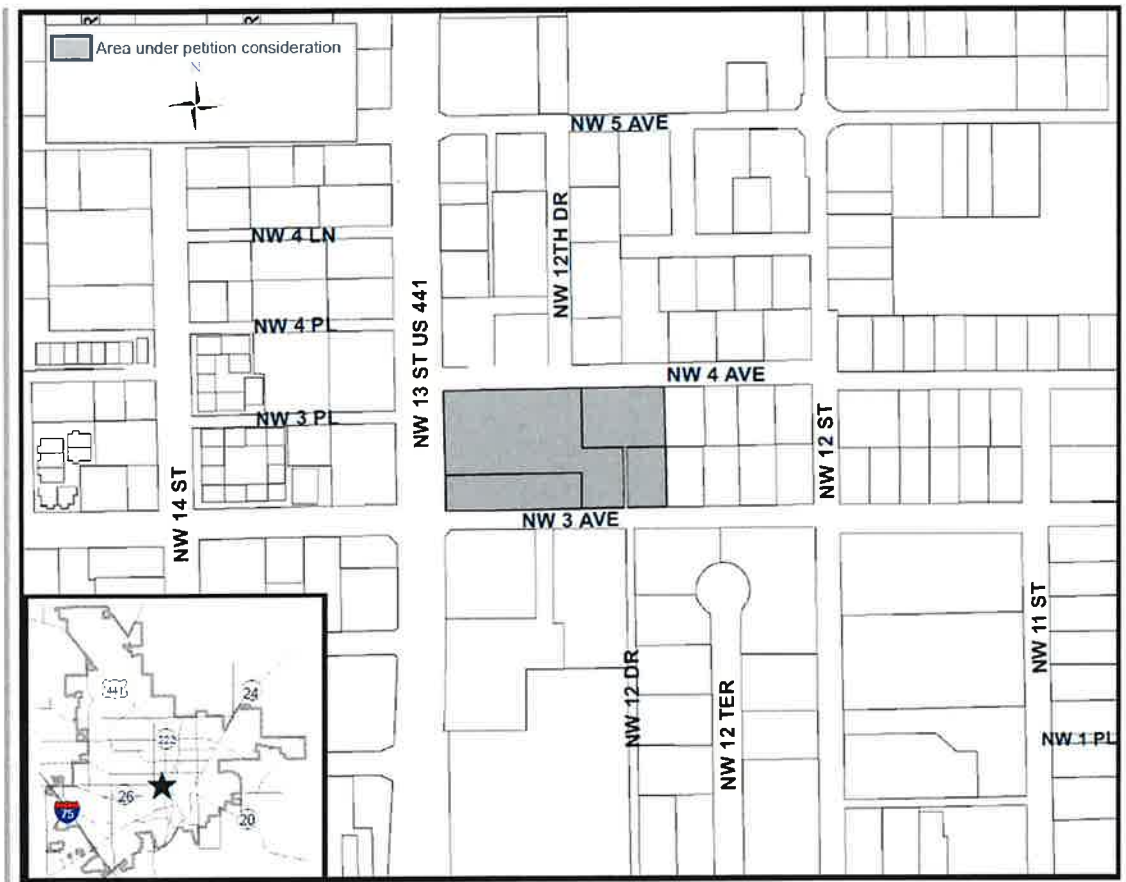 R
R
Area under petition consideration
N
NW 5 AVE
NW 12TH DR
NW 4 LN
NW 13 ST US 441
NW 4 PL
NW 4 AVE
NW 3 PL
NW 12 ST
NW 14 ST
NW 3 AVE
NW 11 ST
NW 12 DR
NW 12 TER
NW 1 PL
441
24
26
75
20